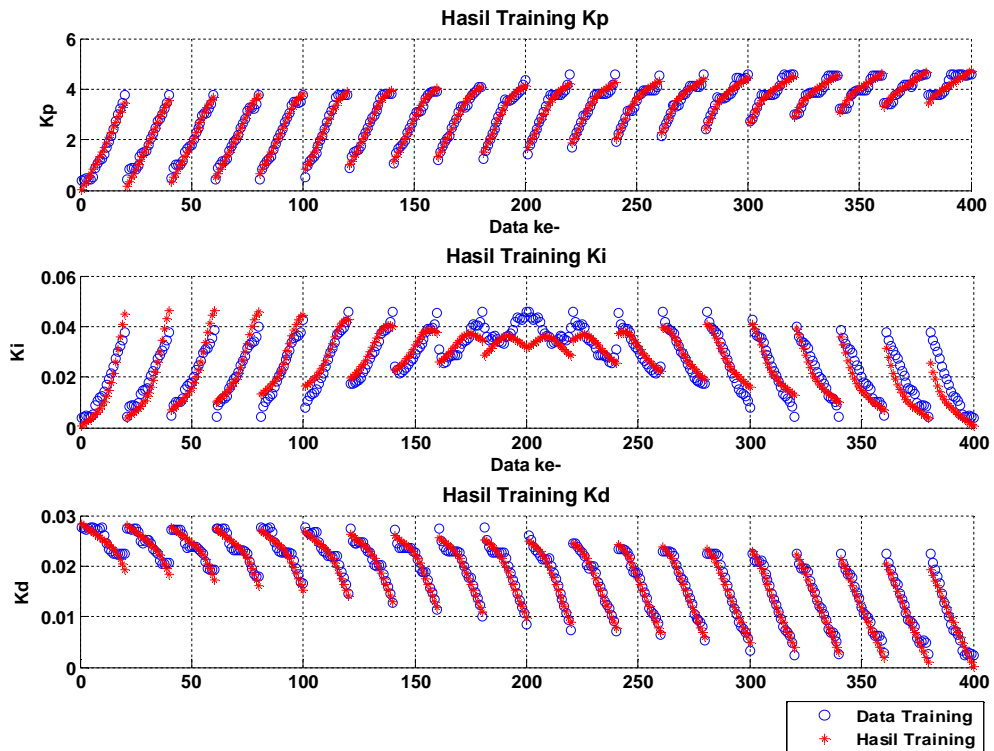 Hasil Training Kp
Kp
6
4
2
0
0 50 100 150 200 250 300 350 400
Data ke-
Hasil Training Ki
Ki
0.06
0.04
0.02
0
0 50 100 150 200 250 300 350 400
Data ke-
Hasil Training Kd
Kd
0.03
0.02
0.01
0
0 50 100 150 200 250 300 350 400
Data Training
Hasil Training